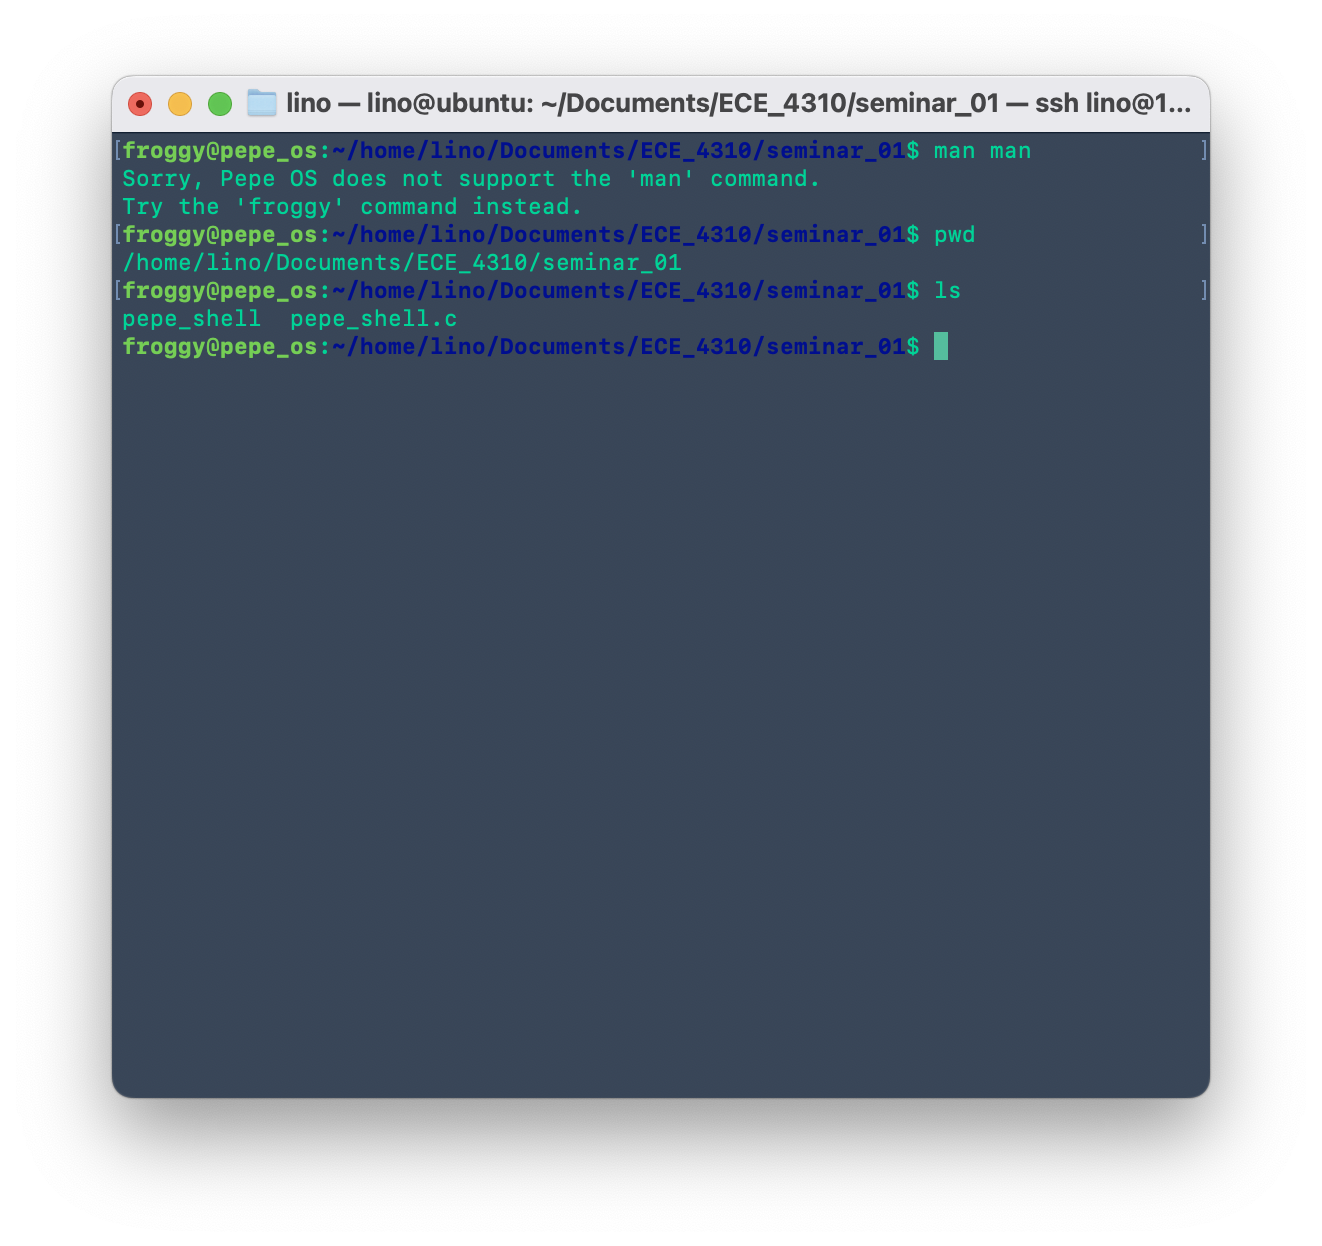 lino — lino@ubuntu: ~/Documents/ECE_4310/seminar_01 — ssh lino@1...
[froggy@pepe_os:~/home/lino/Documents/ECE_4310/seminar_01$ man man ]
Sorry, Pepe OS does not support the 'man' command.
Try the 'froggy' command instead.
[froggy@pepe_os:~/home/lino/Documents/ECE_4310/seminar_01$ pwd ]
/home/lino/Documents/ECE_4310/seminar_01
[froggy@pepe_os:~/home/lino/Documents/ECE_4310/seminar_01$ ls ]
pepe_shell  pepe_shell.c
froggy@pepe_os:~/home/lino/Documents/ECE_4310/seminar_01$